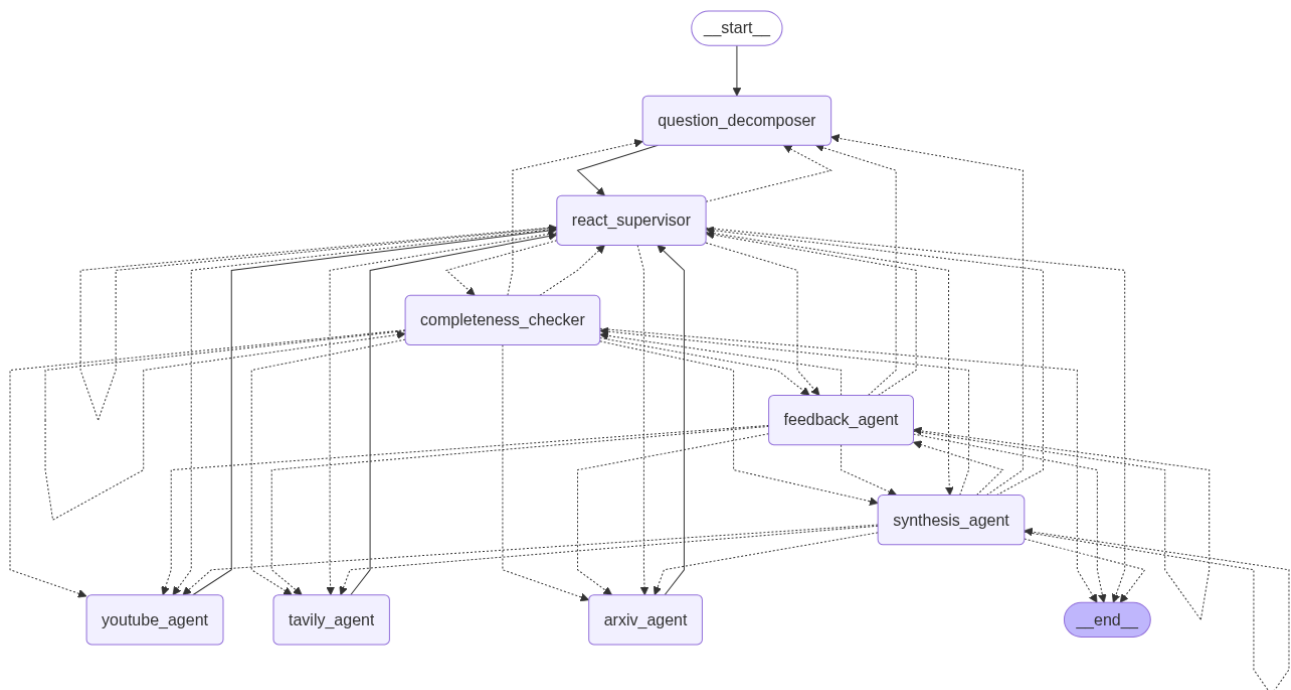 __start__
question_decomposer
react_supervisor
completeness_checker
feedback_agent
synthesis_agent
youtube_agent
tavily_agent
arxiv_agent
__end__